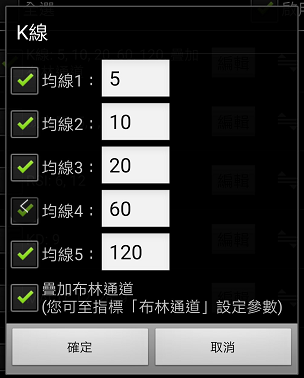 K線
均線1： 5
均線2： 10
均線3： 20
均線4： 60
均線5： 120
疊加布林通道
(您可至指標「布林通道」設定參數)
確定 取消